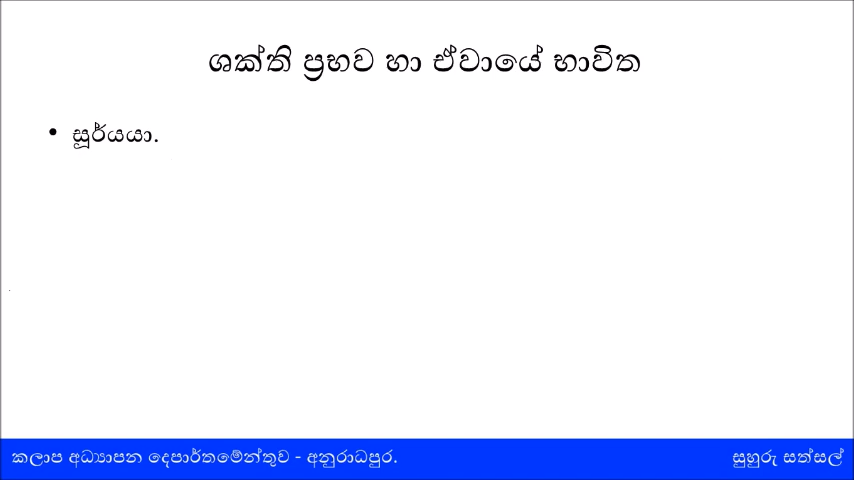 ශක්ති ප්‍රභව හා ඒවායේ භාවිත
• සූර්යයා.
කලාප අධ්‍යාපන දෙපාර්තමේන්තුව - අනුරාධපුර. සුහුරු සත්සල්